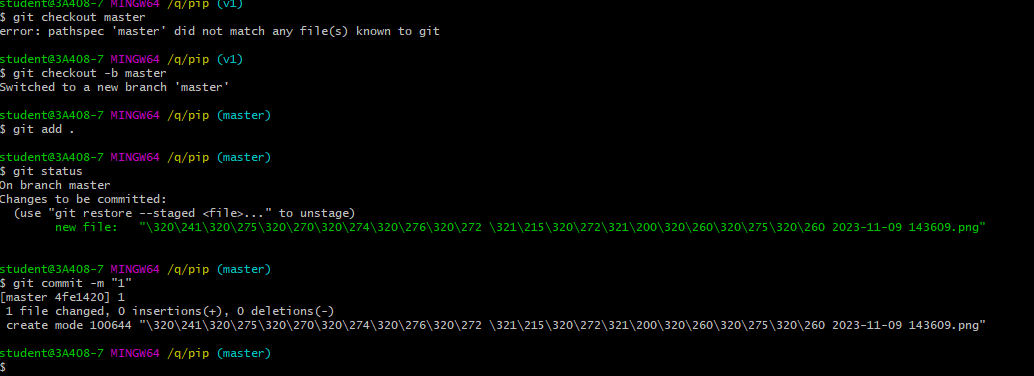 student@3A408-7 MINGW64 /q/pip (v1)
$ git checkout master
error: pathspec 'master' did not match any file(s) known to git
student@3A408-7 MINGW64 /q/pip (v1)
$ git checkout -b master
Switched to a new branch 'master'
student@3A408-7 MINGW64 /q/pip (master)
$ git add .
student@3A408-7 MINGW64 /q/pip (master)
$ git status
On branch master
Changes to be committed:
  (use "git restore --staged <file>..." to unstage)
        new file:   "\320\241\320\275\320\270\320\274\320\276\320\272 \321\215\320\272\321\200\320\260\320\275\320\260 2023-11-09 143609.png"
student@3A408-7 MINGW64 /q/pip (master)
$ git commit -m "1"
[master 4fe1420] 1
 1 file changed, 0 insertions(+), 0 deletions(-)
 create mode 100644 "\320\241\320\275\320\270\320\274\320\276\320\272 \321\215\320\272\321\200\320\260\320\275\320\260 2023-11-09 143609.png"
student@3A408-7 MINGW64 /q/pip (master)
$